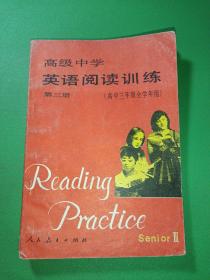 高级中学
英语阅读训练
第三册
(高中三年级全学年用)
Reading
Practice
Senior III
人民教育出版社